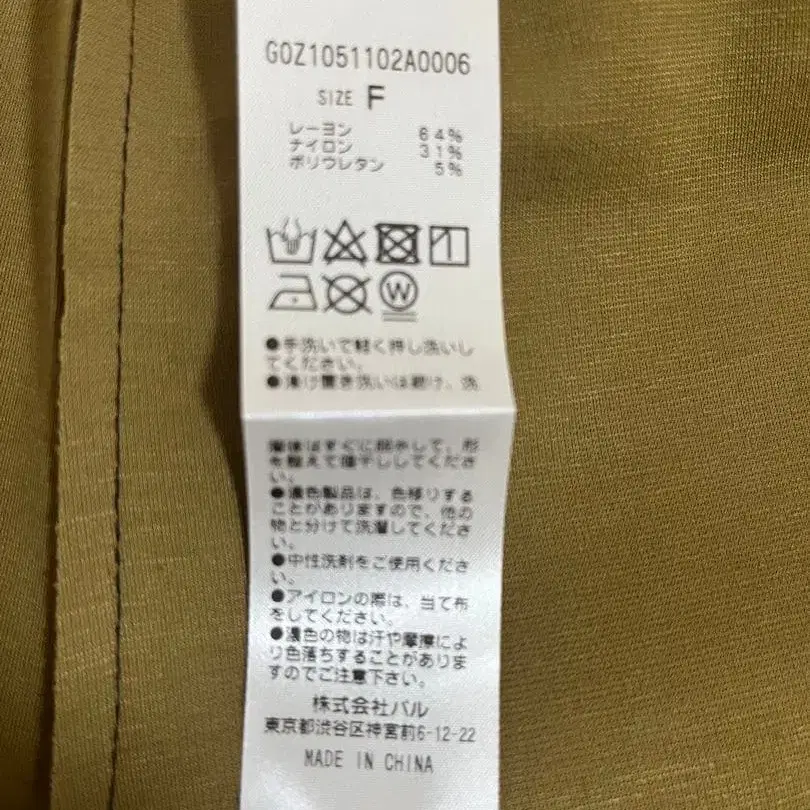 G0Z1051102A0006
SIZE F
レーヨン 64%
ナイロン 31%
ポリウレタン 5%
W
●手洗いで軽く押し洗いし
てください。
●漬け置き洗いは避け、洗
濯後はすぐに脱水して、形
を整えて陰干ししてくださ
い。
●濃色製品は、色移りする
ことがありますので、他の
物と分けて洗濯してくださ
い。
●中性洗剤をご使用くださ
い。
●アイロンの際は、当て布
をしてください。
●濃色の物は汗や摩擦によ
り色落ちすることがありま
すのでご注意下さい。
株式会社パル
東京都渋谷区神宮前6-12-22
MADE IN CHINA